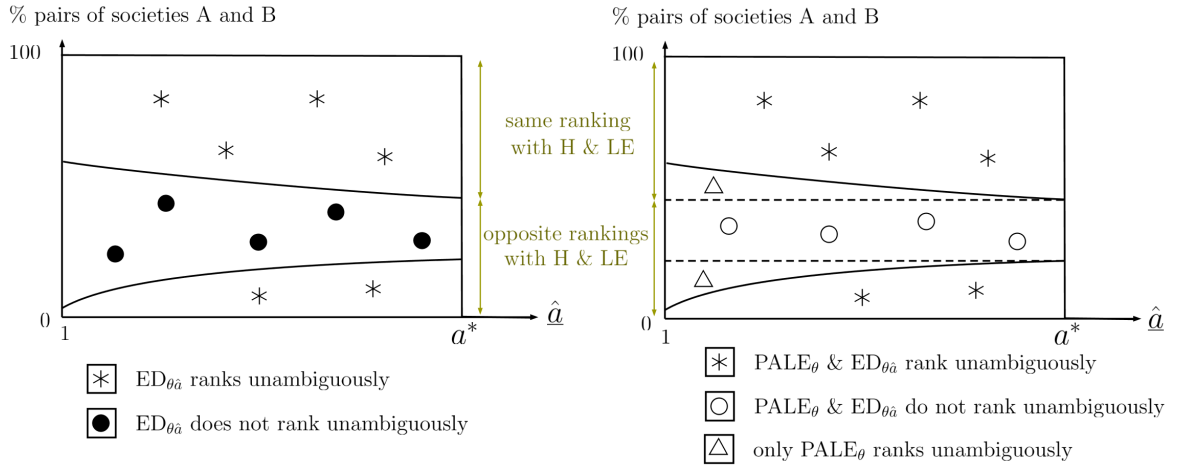 % pairs of societies A and B
100
0
1
a*
â
same ranking
with H & LE
opposite rankings
with H & LE
ED_θâ ranks unambiguously
ED_θâ does not rank unambiguously
% pairs of societies A and B
100
0
1
a*
â
PALE_θ & ED_θâ rank unambiguously
PALE_θ & ED_θâ do not rank unambiguously
only PALE_θ ranks unambiguously